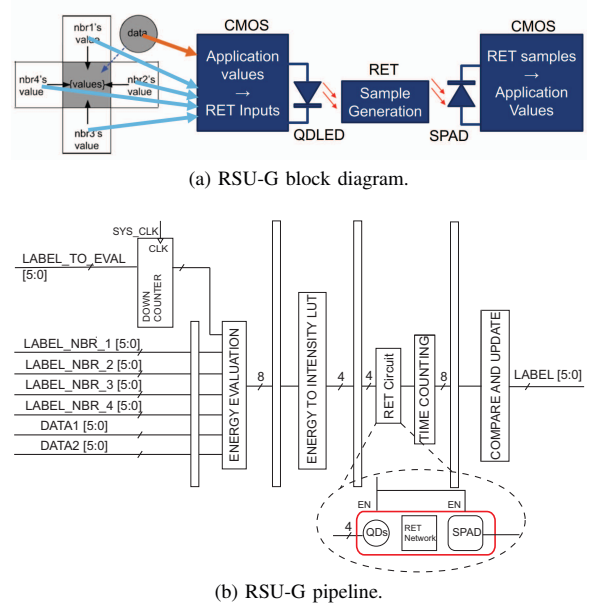 nbr1's
value
data
nbr4's
value
{values}
nbr2's
value
nbr3's
value
CMOS
Application
values
→
RET Inputs
QDLED
RET
Sample
Generation
SPAD
CMOS
RET samples
→
Application
Values
(a) RSU-G block diagram.
SYS_CLK
CLK
LABEL_TO_EVAL
[5:0]
DOWN
COUNTER
LABEL_NBR_1 [5:0]
LABEL_NBR_2 [5:0]
LABEL_NBR_3 [5:0]
LABEL_NBR_4 [5:0]
DATA1 [5:0]
DATA2 [5:0]
ENERGY EVALUATION
8
ENERGY TO INTENSITY LUT
4
4
RET Circuit
TIME COUNTING
8
COMPARE AND UPDATE
LABEL [5:0]
EN
EN
4
QDs
RET
Network
SPAD
(b) RSU-G pipeline.